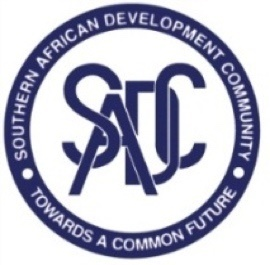 SOUTHERN AFRICAN DEVELOPMENT COMMUNITY
SADC
TOWARDS A COMMON FUTURE